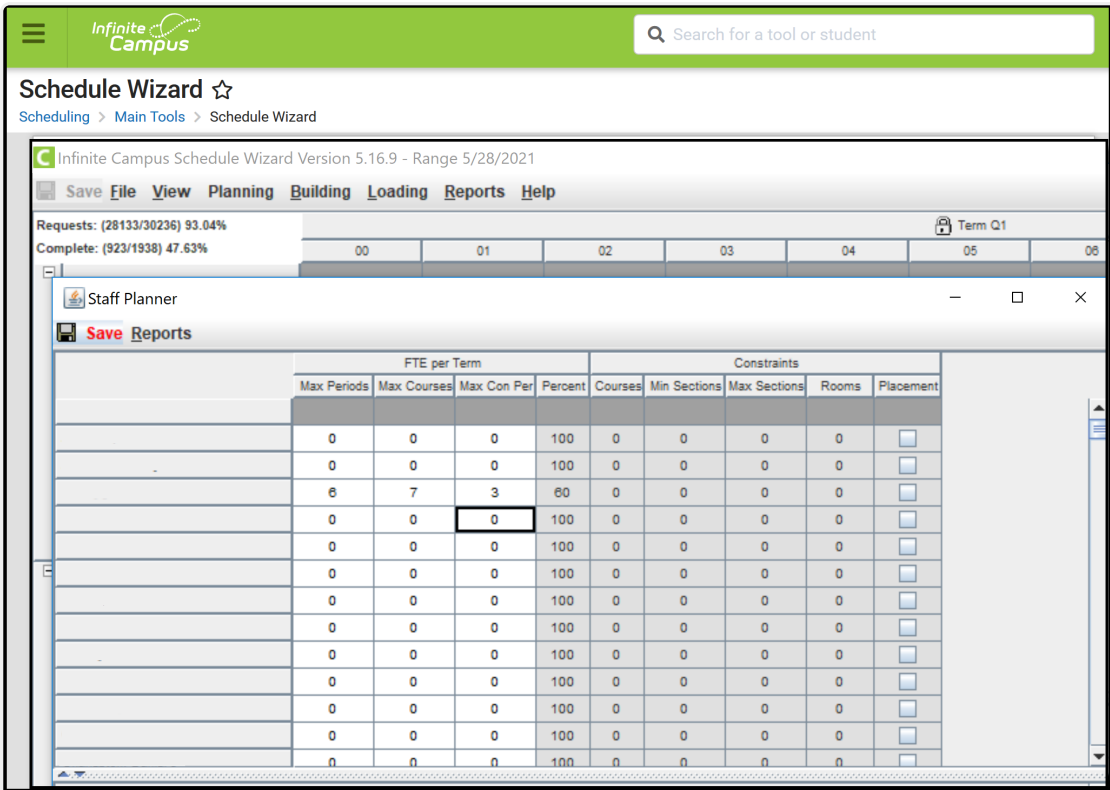 Infinite
Campus
Search for a tool or student
Schedule Wizard
Scheduling > Main Tools > Schedule Wizard
C Infinite Campus Schedule Wizard Version 5.16.9 - Range 5/28/2021
Save File View Planning Building Loading Reports Help
Requests: (28133/30236) 93.04% Term Q1
Complete: (923/1938) 47.63% 00 01 02 03 04 05 06
Staff Planner
Save Reports
FTE per Term Constraints
Max Periods Max Courses Max Con Per Percent Courses Min Sections Max Sections Rooms Placement
0 0 0 100 0 0 0 0
0 0 0 100 0 0 0 0
6 7 3 60 0 0 0 0
0 0 0 100 0 0 0 0
0 0 0 100 0 0 0 0
0 0 0 100 0 0 0 0
0 0 0 100 0 0 0 0
0 0 0 100 0 0 0 0
0 0 0 100 0 0 0 0
0 0 0 100 0 0 0 0
0 0 0 100 0 0 0 0
0 0 0 100 0 0 0 0
0 0 0 100 0 0 0 0